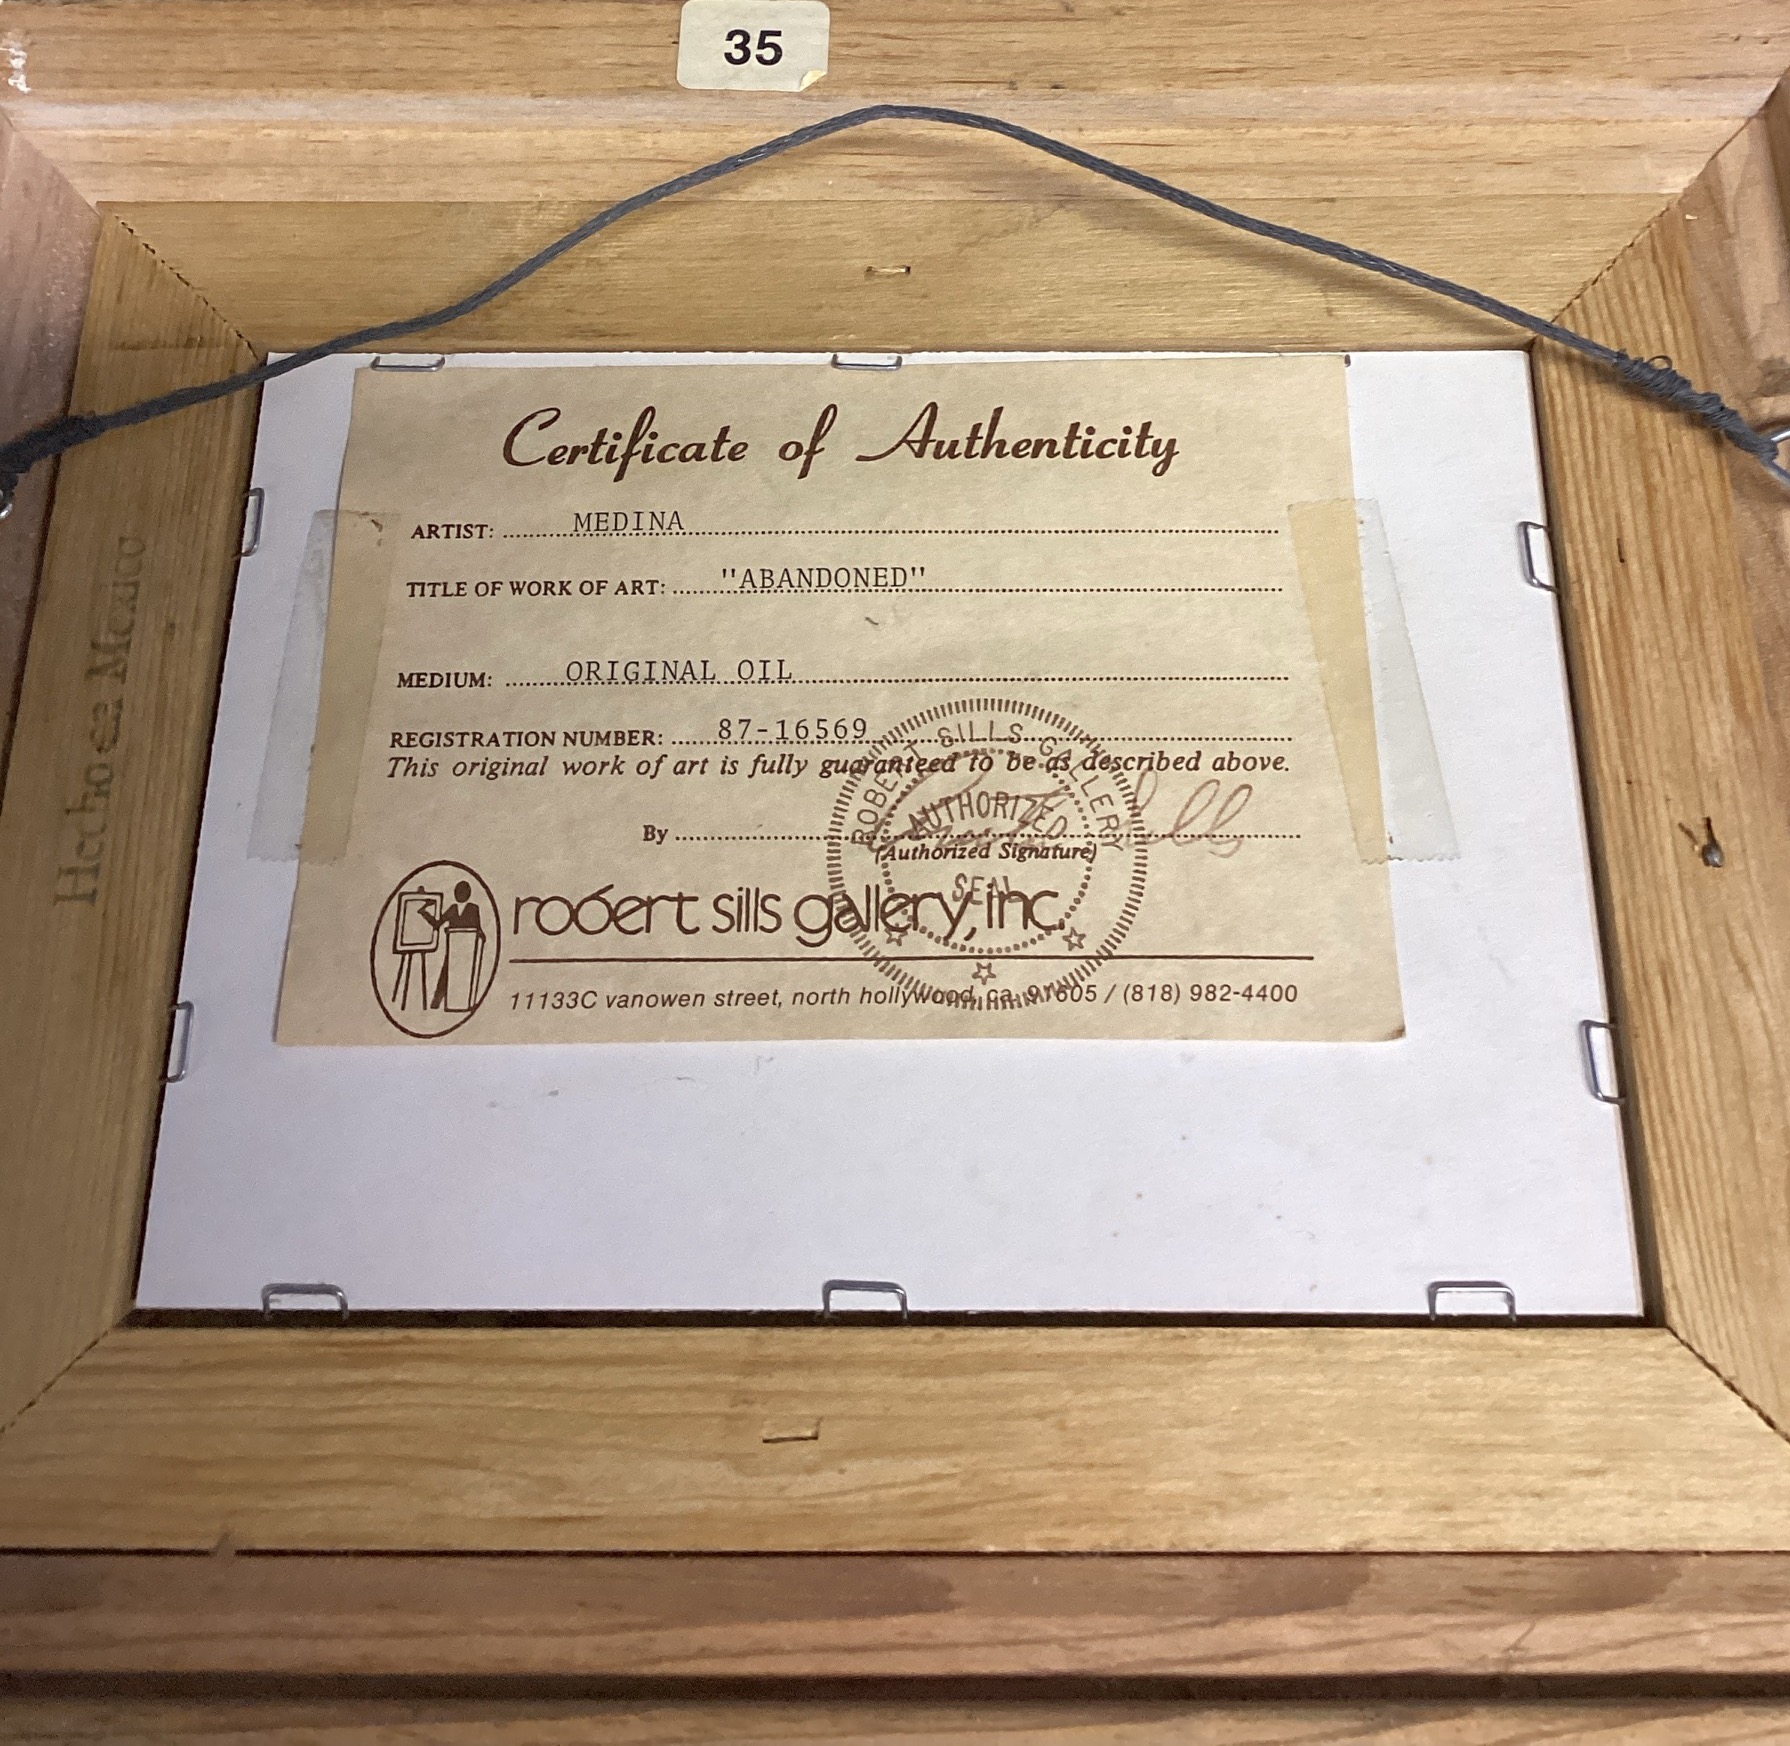 35
Certificate of Authenticity
ARTIST: MEDINA
TITLE OF WORK OF ART: "ABANDONED"
MEDIUM: ORIGINAL OIL
REGISTRATION NUMBER: 87-16569
This original work of art is fully guaranteed to be as described above.
By
(Authorized Signature)
ROBERT SILLS GALLERY
AUTHORIZED
SEAL
robert sills gallery, inc.
11133C vanowen street, north hollywood, ca. 91605 / (818) 982-4400
Hecho en Mexico